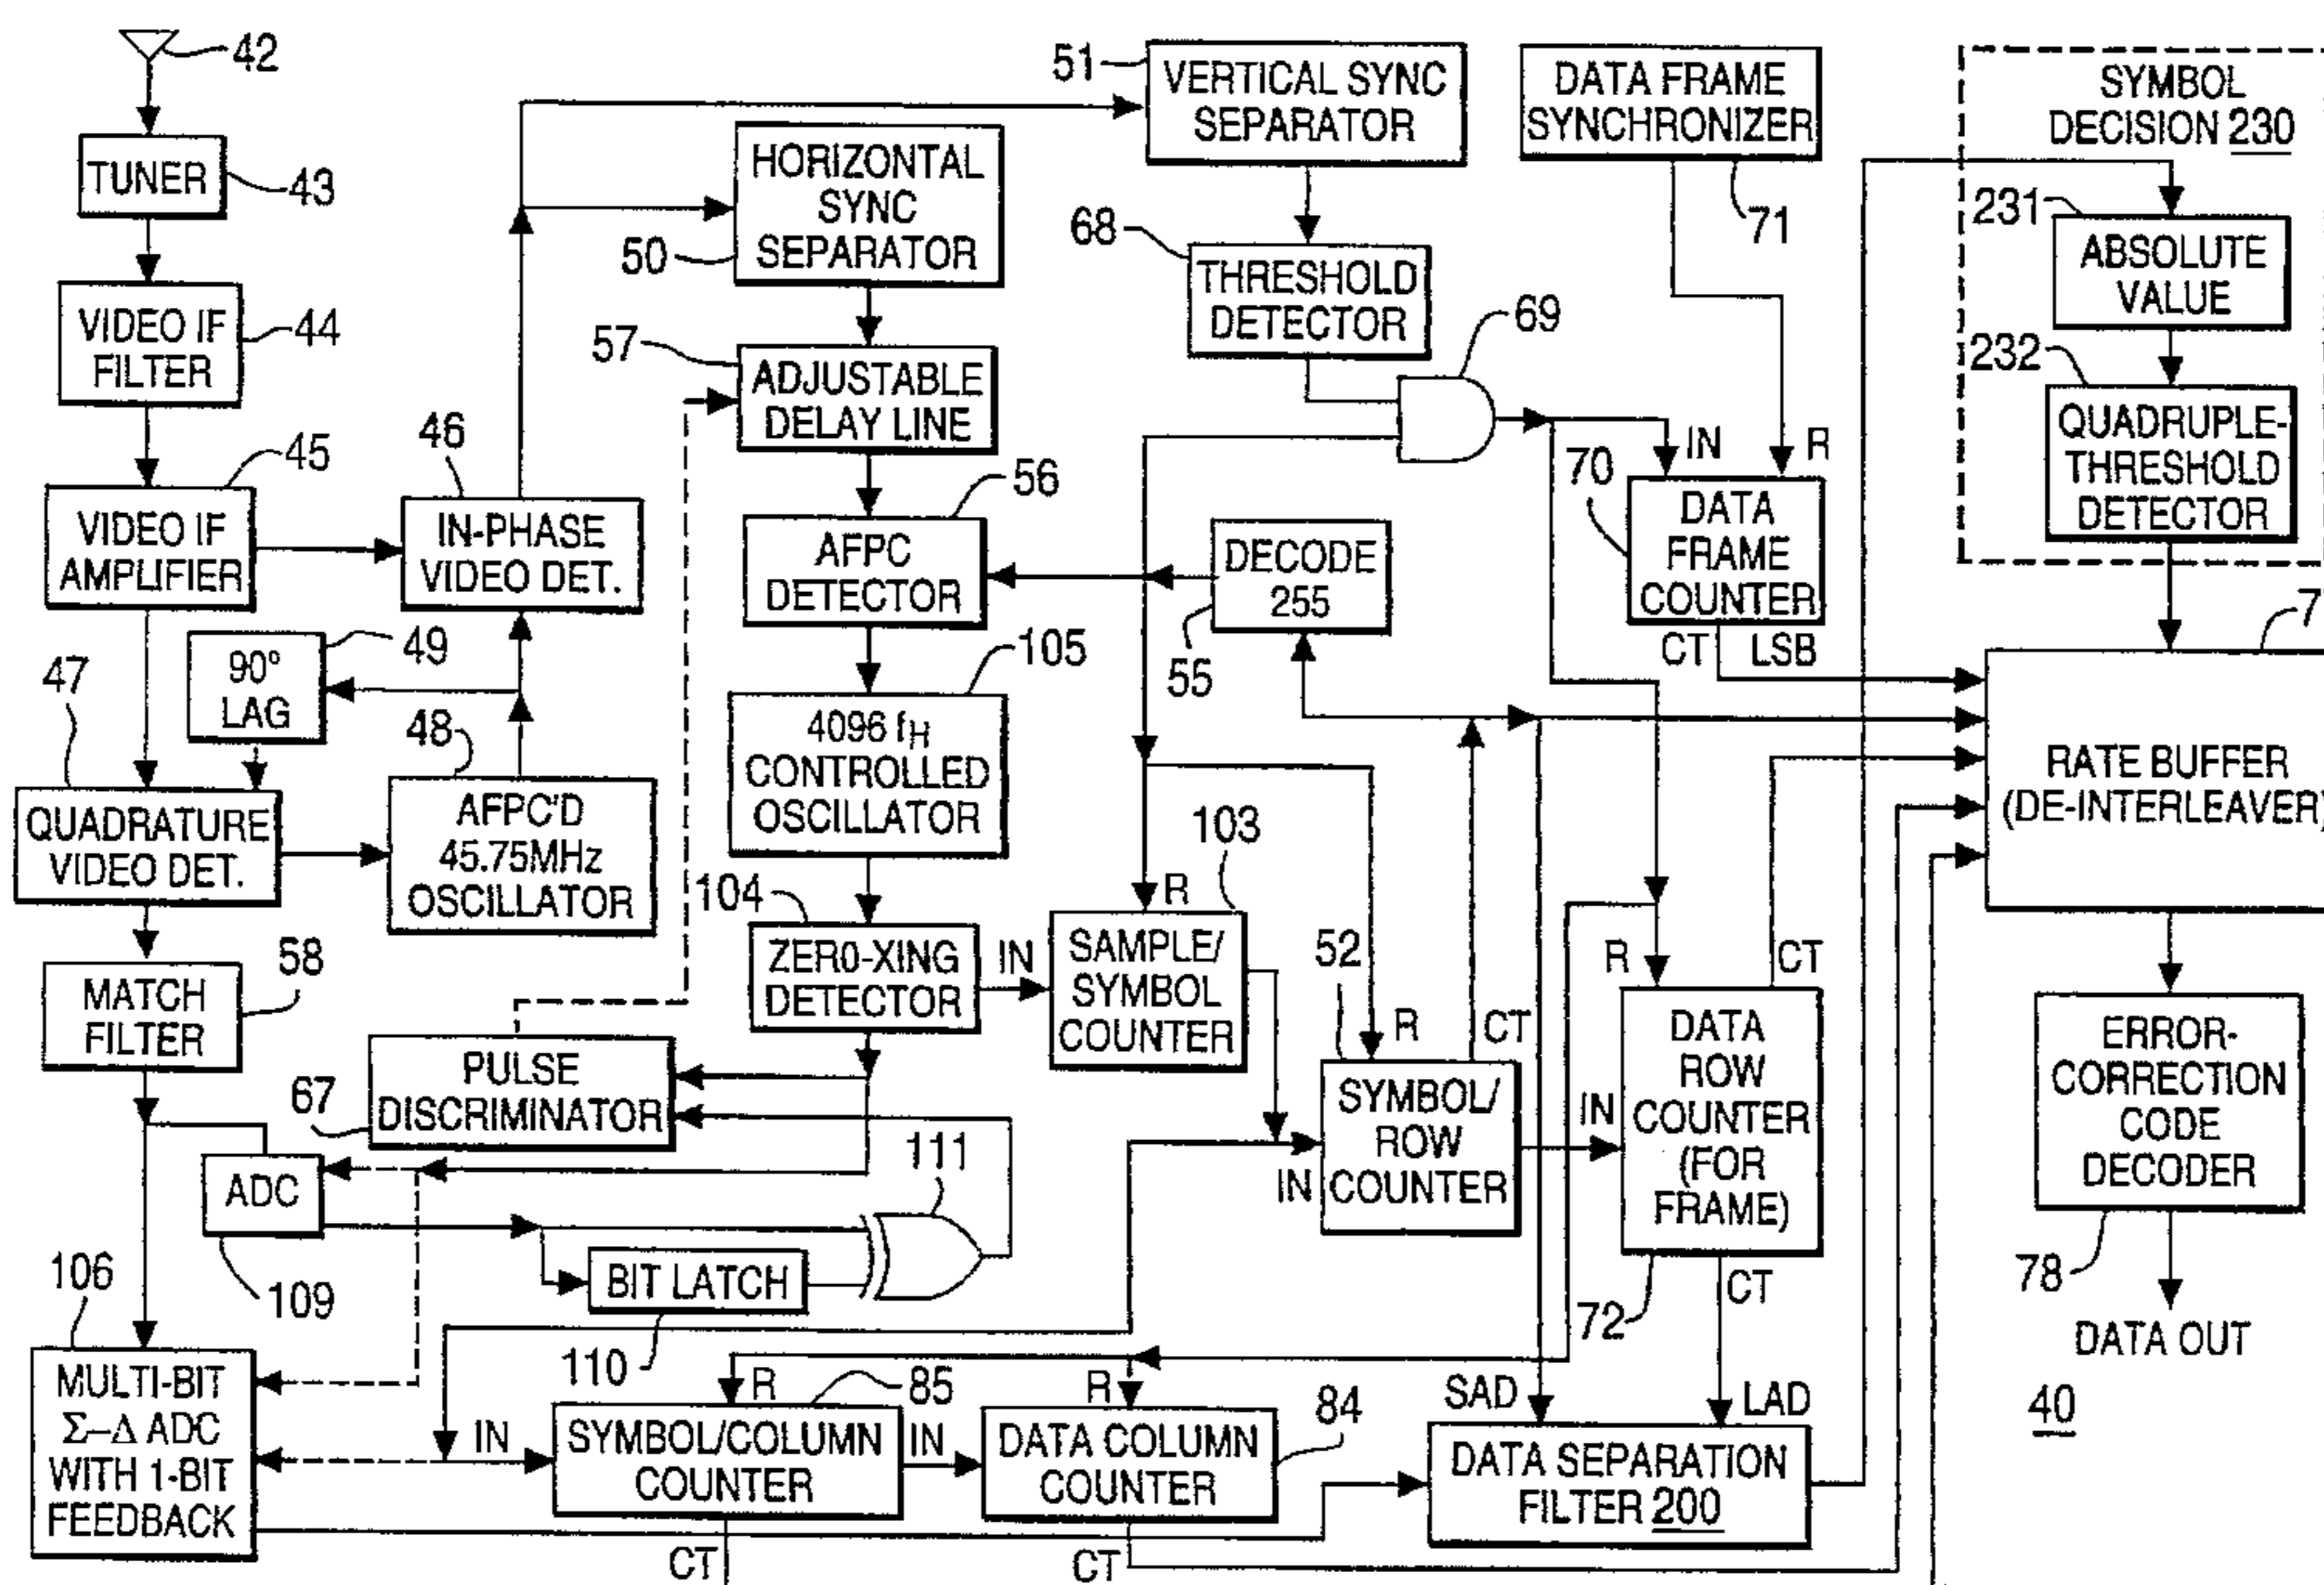 42
TUNER
43
VIDEO IF
FILTER
44
VIDEO IF
AMPLIFIER
45
46
IN-PHASE
VIDEO DET.
90°
LAG
49
47
QUADRATURE
VIDEO DET.
48
AFPC'D
45.75MHz
OSCILLATOR
MATCH
FILTER
58
ADC
109
106
MULTI-BIT
Σ–Δ ADC
WITH 1-BIT
FEEDBACK
HORIZONTAL
SYNC
SEPARATOR
50
57
ADJUSTABLE
DELAY LINE
56
AFPC
DETECTOR
105
4096 fH
CONTROLLED
OSCILLATOR
104
ZERO-XING
DETECTOR
IN
PULSE
DISCRIMINATOR
67
111
BIT LATCH
110
R
85
IN
SYMBOL/COLUMN
COUNTER
CT
IN
R
DATA COLUMN
COUNTER
84
CT
51
VERTICAL SYNC
SEPARATOR
68
THRESHOLD
DETECTOR
69
DECODE
255
55
103
R
SAMPLE/
SYMBOL
COUNTER
52
R
CT
IN
SYMBOL/
ROW
COUNTER
DATA FRAME
SYNCHRONIZER
71
IN
R
70
DATA
FRAME
COUNTER
CT
LSB
R
CT
IN
DATA
ROW
COUNTER
(FOR
FRAME)
72
CT
SAD
LAD
DATA SEPARATION
FILTER 200
SYMBOL
DECISION 230
231
ABSOLUTE
VALUE
232
QUADRUPLE-
THRESHOLD
DETECTOR
RATE BUFFER
(DE-INTERLEAVER)
ERROR-
CORRECTION
CODE
DECODER
78
DATA OUT
40